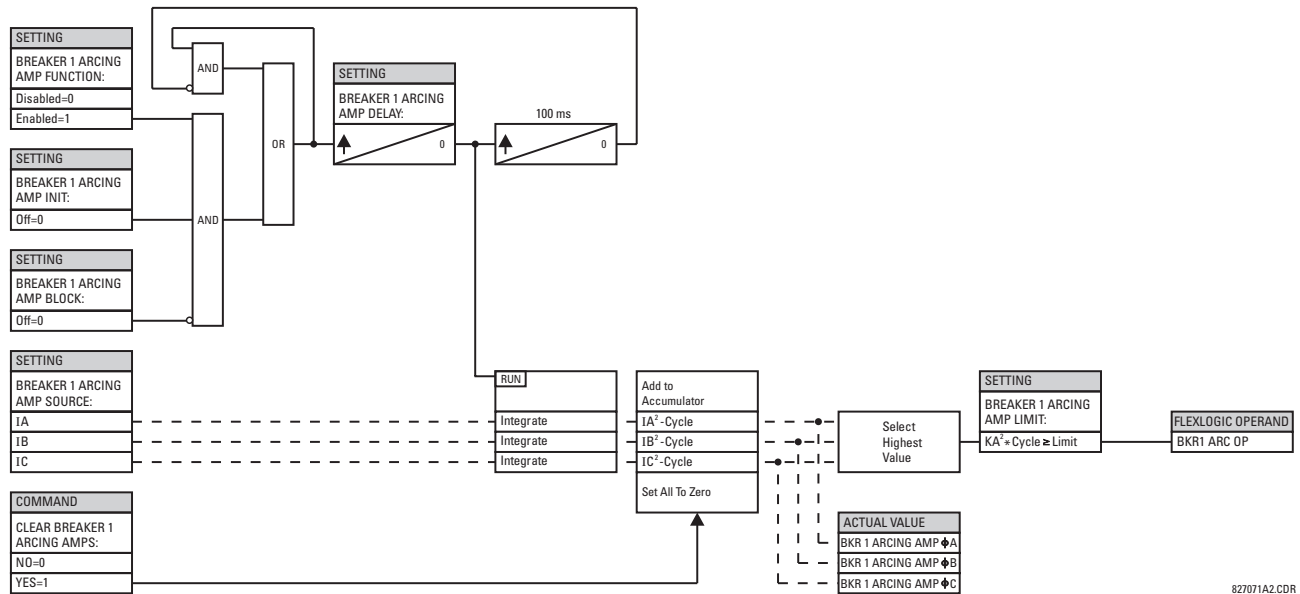 SETTING
BREAKER 1 ARCING
AMP FUNCTION:
Disabled=0
Enabled=1
SETTING
BREAKER 1 ARCING
AMP INIT:
Off=0
SETTING
BREAKER 1 ARCING
AMP BLOCK:
Off=0
SETTING
BREAKER 1 ARCING
AMP SOURCE:
IA
IB
IC
COMMAND
CLEAR BREAKER 1
ARCING AMPS:
NO=0
YES=1
AND
AND
OR
SETTING
BREAKER 1 ARCING
AMP DELAY:
0
100 ms
0
RUN
Integrate
Integrate
Integrate
Add to
Accumulator
IA²-Cycle
IB²-Cycle
IC²-Cycle
Set All To Zero
Select
Highest
Value
SETTING
BREAKER 1 ARCING
AMP LIMIT:
KA²*Cycle ≥ Limit
FLEXLOGIC OPERAND
BKR1 ARC OP
ACTUAL VALUE
BKR 1 ARCING AMP ϕA
BKR 1 ARCING AMP ϕB
BKR 1 ARCING AMP ϕC
827071A2.CDR